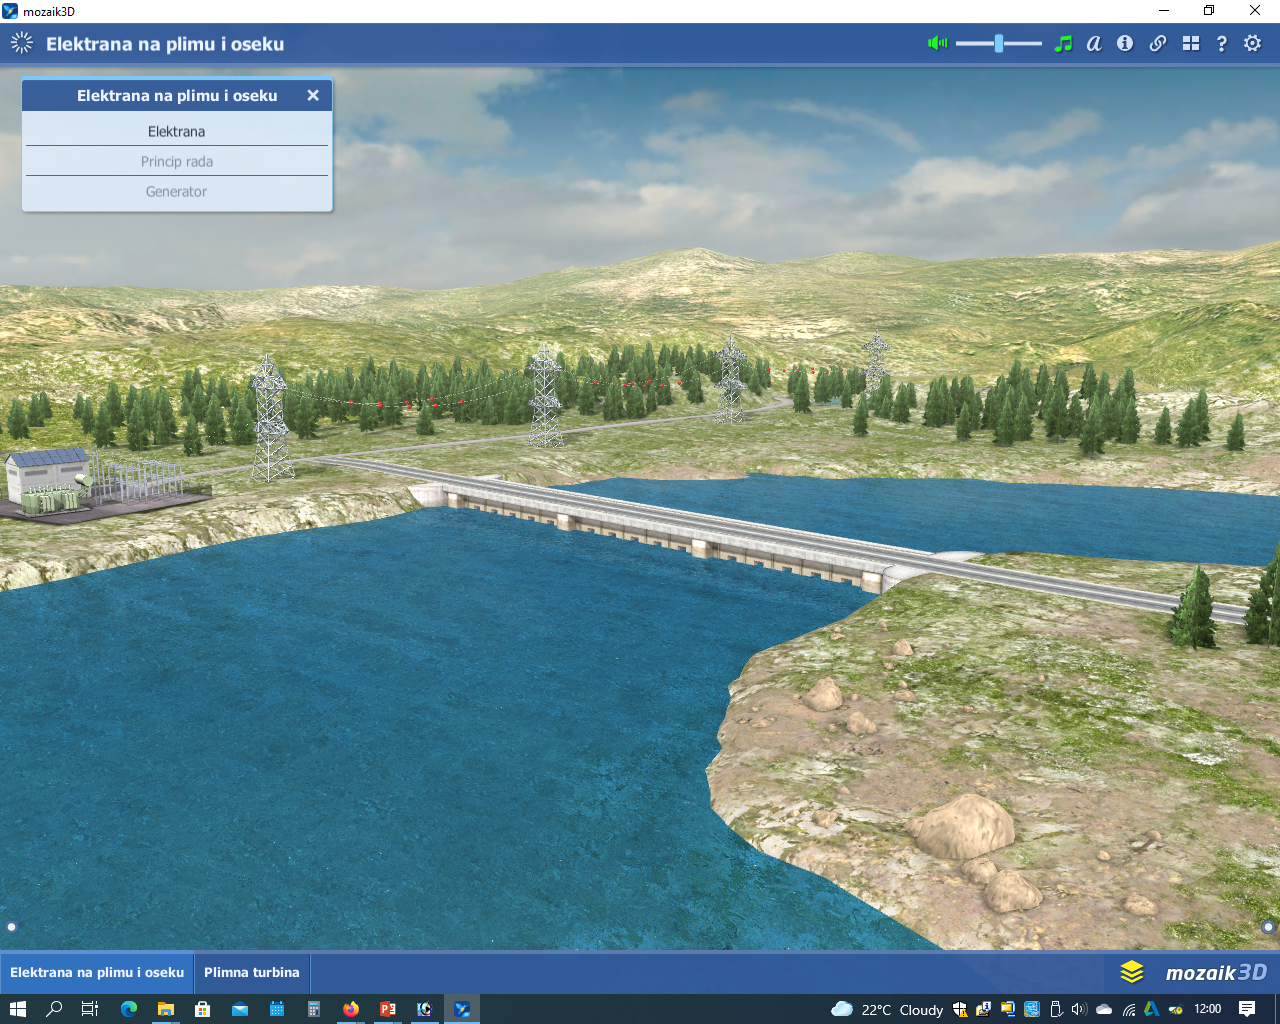 mozaik3D
Elektrana na plimu i oseku
Elektrana na plimu i oseku
Elektrana
Princip rada
Generator
Elektrana na plimu i oseku
Plimna turbina
mozaik3D
22°C Cloudy
12:00